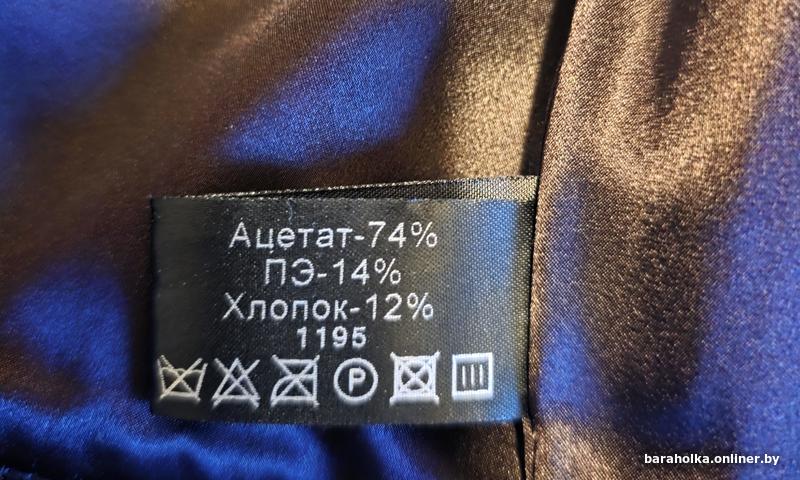 Ацетат-74%
ПЭ-14%
Хлопок-12%
1195
P
baraholka.onliner.by